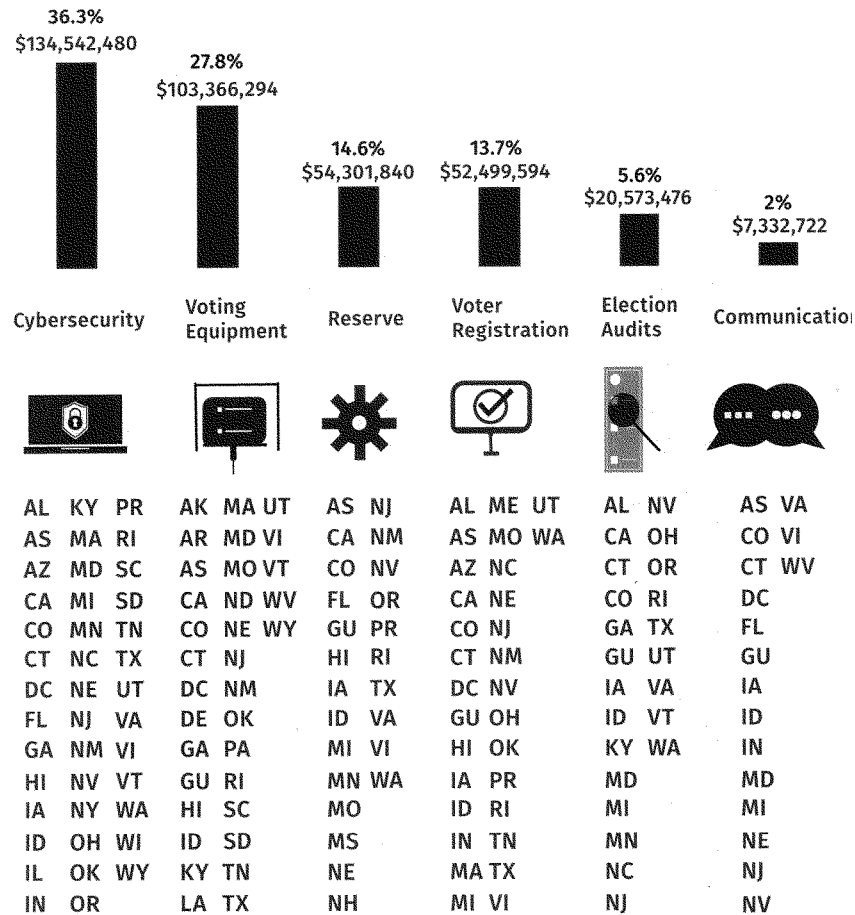 36.3%
$134,542,480
27.8%
$103,366,294
14.6%
$54,301,840
13.7%
$52,499,594
5.6%
$20,573,476
2%
$7,332,722
Cybersecurity
Voting
Equipment
Reserve
Voter
Registration
Election
Audits
Communication
AL KY PR
AS MA RI
AZ MD SC
CA MI SD
CO MN TN
CT NC TX
DC NE UT
FL NJ VA
GA NM VI
HI NV VT
IA NY WA
ID OH WI
IL OK WY
IN OR
AK MA UT
AR MD VI
AS MO VT
CA ND WV
CO NE WY
CT NJ
DC NM
DE OK
GA PA
GU RI
HI SC
ID SD
KY TN
LA TX
AS NJ
CA NM
CO NV
FL OR
GU PR
HI RI
IA TX
ID VA
MI VI
MN WA
MO
MS
NE
NH
AL ME UT
AS MO WA
AZ NC
CA NE
CO NJ
CT NM
DC NV
GU OH
HI OK
IA PR
ID RI
IN TN
MA TX
MI VI
AL NV
CA OH
CT OR
CO RI
GA TX
GU UT
IA VA
ID VT
KY WA
MD
MI
MN
NC
NJ
AS VA
CO VI
CT WV
DC
FL
GU
IA
ID
IN
MD
MI
NE
NJ
NV